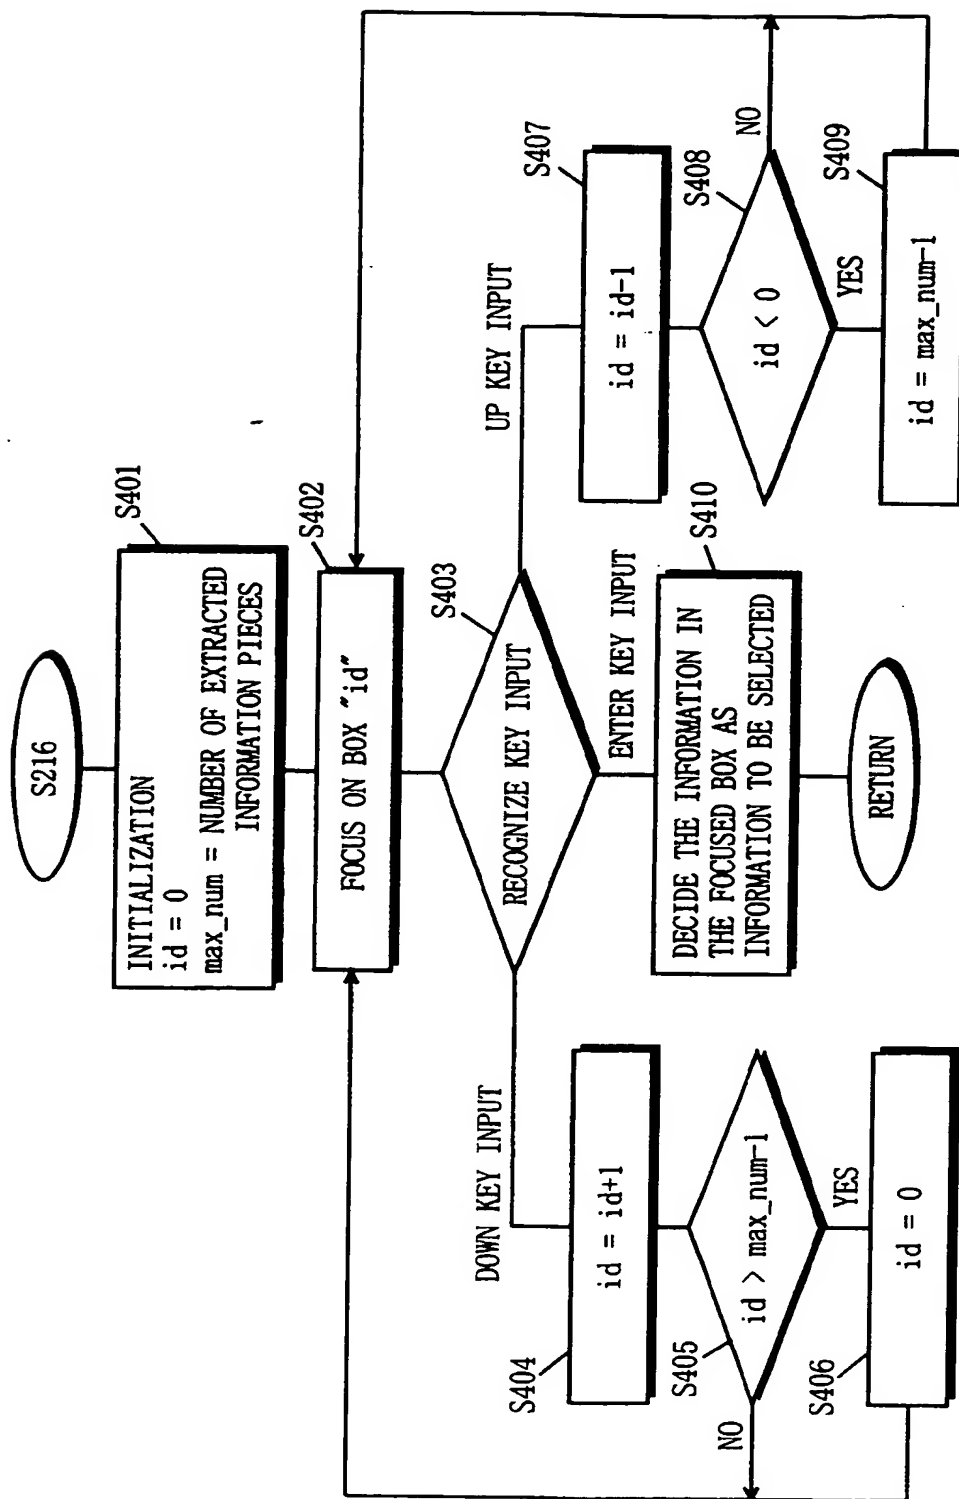 S216
S401
INITIALIZATION
id = 0
max_num = NUMBER OF EXTRACTED
INFORMATION PIECES
S402
FOCUS ON BOX "id"
S403
RECOGNIZE KEY INPUT
DOWN KEY INPUT
ENTER KEY INPUT
UP KEY INPUT
S404
id = id+1
S405
id > max_num-1
NO
YES
S406
id = 0
S410
DECIDE THE INFORMATION IN
THE FOCUSED BOX AS
INFORMATION TO BE SELECTED
RETURN
S407
id = id-1
S408
id < 0
NO
YES
S409
id = max_num-1